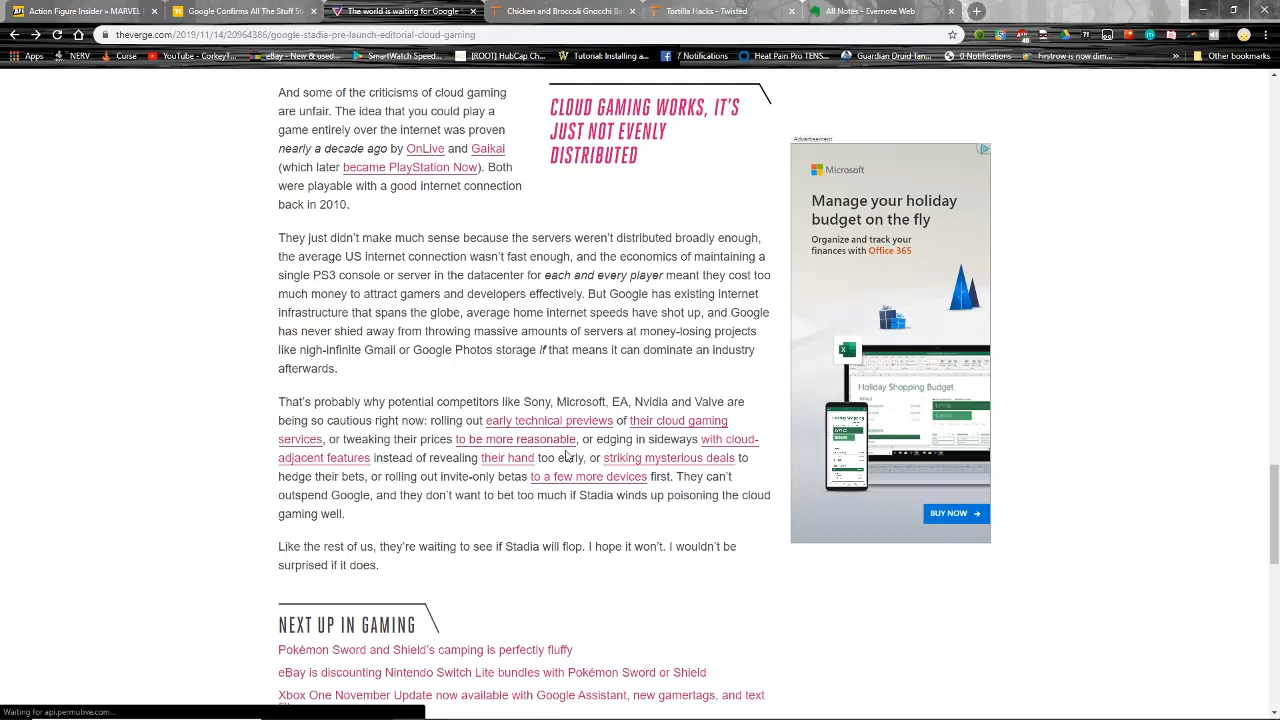 Action Figure Insider » MARVEL
Google Confirms All The Stuff St
The world is waiting for Google
Chicken and Broccoli Gnocchi
Tortilla Hacks - Twisted
All Notes - Evernote Web
theverge.com/2019/11/14/20964386/google-stadia-pre-launch-editorial-cloud-gaming
Apps
NERV
Curse
YouTube - CorkeyT
eBay - New & used...
SmartWatch Speed...
[ROOT] HubCap Ch...
Tutorial: Installing a...
7 Notifications
Heat Pain Pro TENS...
Guardian Druid Tan...
0 Notifications
Firstrow is now dim...
»
Other bookmarks
And some of the criticisms of cloud gaming
are unfair. The idea that you could play a
game entirely over the internet was proven
nearly a decade ago by OnLive and Gaikai
(which later became PlayStation Now). Both
were playable with a good internet connection
back in 2010.
CLOUD GAMING WORKS, IT'S
JUST NOT EVENLY
DISTRIBUTED
They just didn't make much sense because the servers weren't distributed broadly enough,
the average US internet connection wasn't fast enough, and the economics of maintaining a
single PS3 console or server in the datacenter for each and every player meant they cost too
much money to attract gamers and developers effectively. But Google has existing internet
infrastructure that spans the globe, average home internet speeds have shot up, and Google
has never shied away from throwing massive amounts of servers at money-losing projects
like nigh-infinite Gmail or Google Photos storage if that means it can dominate an industry
afterwards.
That's probably why potential competitors like Sony, Microsoft, EA, Nvidia and Valve are
being so cautious right now: rolling out early technical previews of their cloud gaming
services, or tweaking their prices to be more reasonable, or edging in sideways with cloud-
adjacent features instead of revealing their hand too early, or striking mysterious deals to
hedge their bets, or rolling out invite-only betas to a few more devices first. They can't
outspend Google, and they don't want to bet too much if Stadia winds up poisoning the cloud
gaming well.
Like the rest of us, they're waiting to see if Stadia will flop. I hope it won't. I wouldn't be
surprised if it does.
NEXT UP IN GAMING
Pokémon Sword and Shield's camping is perfectly fluffy
eBay is discounting Nintendo Switch Lite bundles with Pokémon Sword or Shield
Xbox One November Update now available with Google Assistant, new gamertags, and text
Advertisement
Microsoft
Manage your holiday
budget on the fly
Organize and track your
finances with Office 365
Holiday Shopping Budget
BUY NOW
Waiting for api.permutive.com...